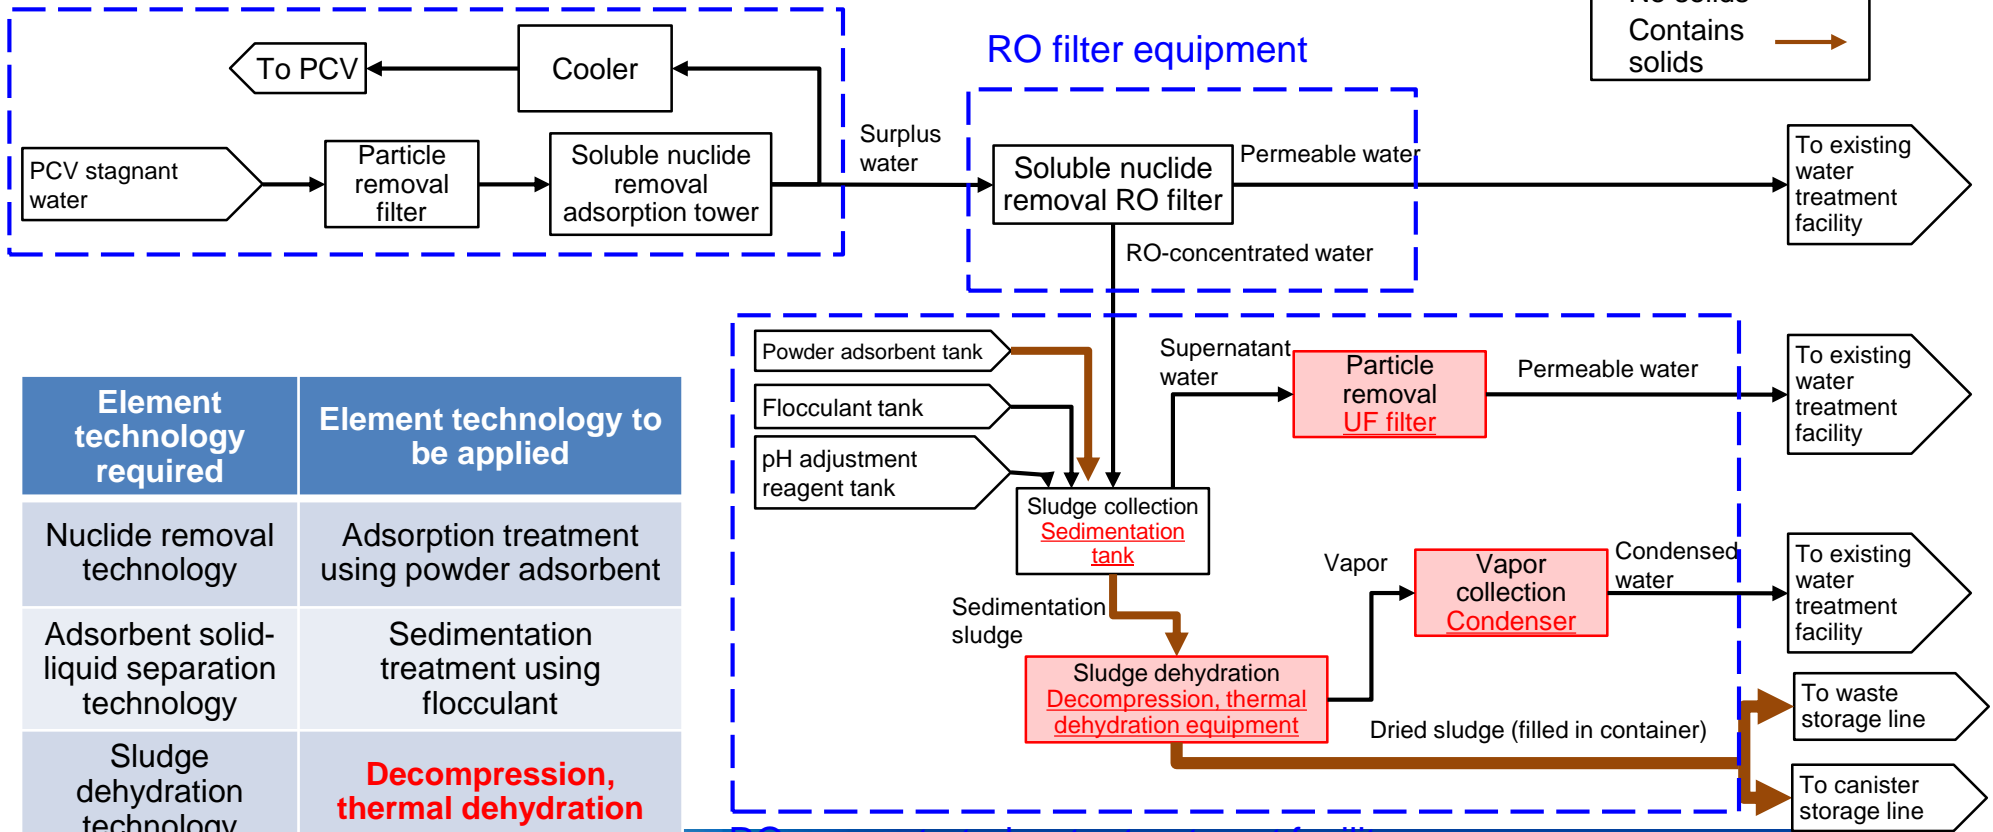 No solids
Contains
solids
RO filter equipment
To PCV
Cooler
PCV stagnant
water
Particle
removal
filter
Soluble nuclide
removal
adsorption tower
Surplus
water
Soluble nuclide
removal RO filter
Permeable water
To existing
water
treatment
facility
RO-concentrated water
Powder adsorbent tank
Flocculant tank
pH adjustment
reagent tank
Supernatant
water
Particle
removal
UF filter
Permeable water
To existing
water
treatment
facility
Sludge collection
Sedimentation
tank
Sedimentation
sludge
Vapor
Vapor
collection
Condenser
Condensed
water
To existing
water
treatment
facility
Sludge dehydration
Decompression, thermal
dehydration equipment
Dried sludge (filled in container)
To waste
storage line
To canister
storage line
Element
technology
required
Element technology to
be applied
Nuclide removal
technology
Adsorption treatment
using powder adsorbent
Adsorbent solid-
liquid separation
technology
Sedimentation
treatment using
flocculant
Sludge
dehydration
technology
Decompression,
thermal dehydration